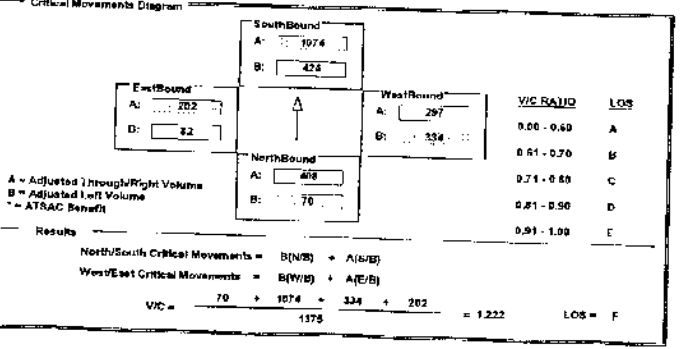 Critical Movements Diagram
SouthBound
A: 1074
B: 424
EastBound
A: 202
B: 82
WestBound
A: 297
B: 334
NorthBound
A: 408
B: 70
V/C RATIO LOS
0.00 - 0.60 A
0.61 - 0.70 B
0.71 - 0.80 C
0.81 - 0.90 D
0.91 - 1.00 E
A = Adjusted Through/Right Volume
B = Adjusted Left Volume
* = ATSAC Benefit
Results
North/South Critical Movements = B(N/B) + A(S/B)
West/East Critical Movements = B(W/B) + A(E/B)
V/C = 70 + 1074 + 334 + 202
1375
= 1.222 LOS = F